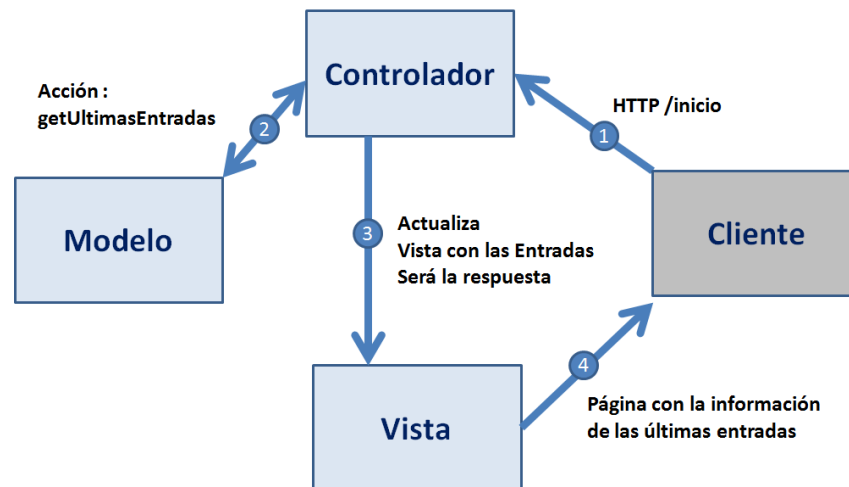 Controlador
Acción :
getUltimasEntradas
2
HTTP /inicio
1
Modelo
3
Actualiza
Vista con las Entradas
Será la respuesta
Cliente
4
Vista
Página con la información
de las últimas entradas